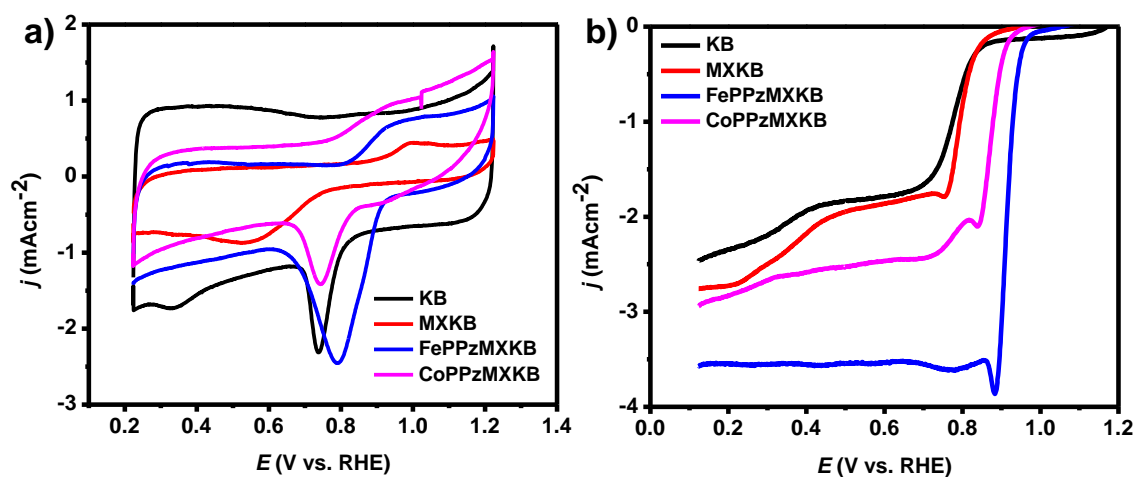 a)
2
1
0
-1
-2
-3
j (mAcm⁻²)
KB
MXKB
FePPzMXKB
CoPPzMXKB
0.2 0.4 0.6 0.8 1.0 1.2 1.4
E (V vs. RHE)
b)
0
-1
-2
-3
-4
j (mAcm⁻²)
KB
MXKB
FePPzMXKB
CoPPzMXKB
0.0 0.2 0.4 0.6 0.8 1.0 1.2
E (V vs. RHE)